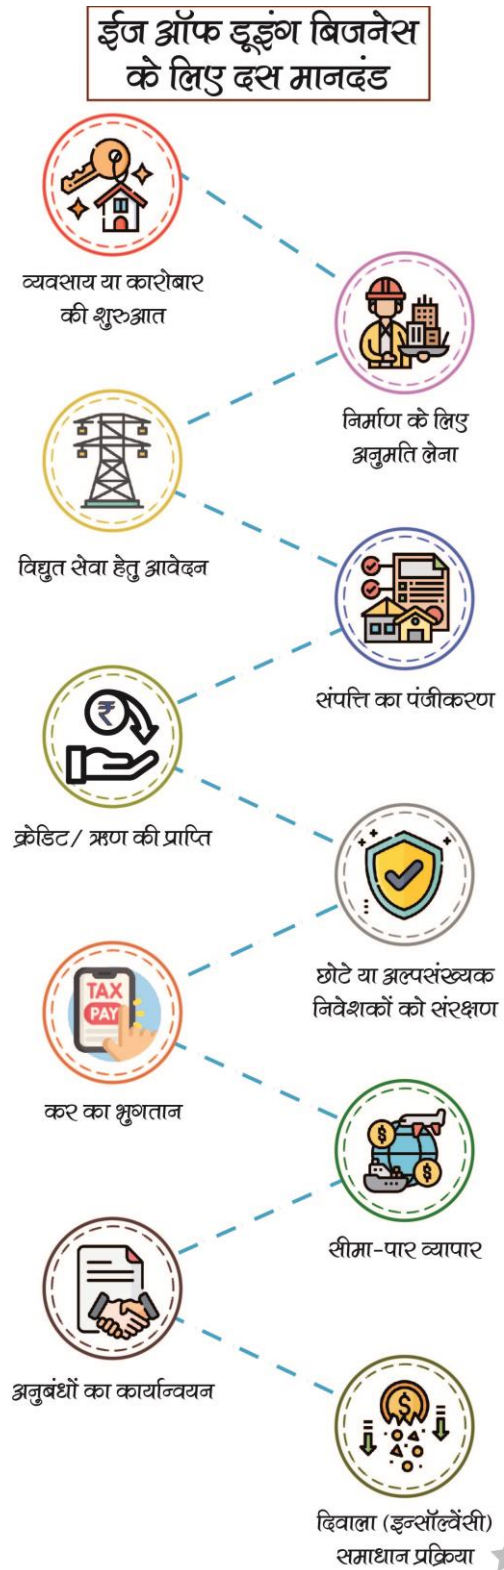 ईज ऑफ डूइंग बिजनेस
के लिए दस मानदंड
व्यवसाय या कारोबार
की शुरुआत
निर्माण के लिए
अनुमति लेना
विद्युत सेवा हेतु आवेदन
संपत्ति का पंजीकरण
₹
क्रेडिट/ ऋण की प्राप्ति
छोटे या अल्पसंख्यक
निवेशकों को संरक्षण
TAX
PAY
कर का भुगतान
$
$
सीमा-पार व्यापार
अनुबंधों का कार्यान्वयन
$
दिवाला (इन्सॉल्वेंसी)
समाधान प्रक्रिया